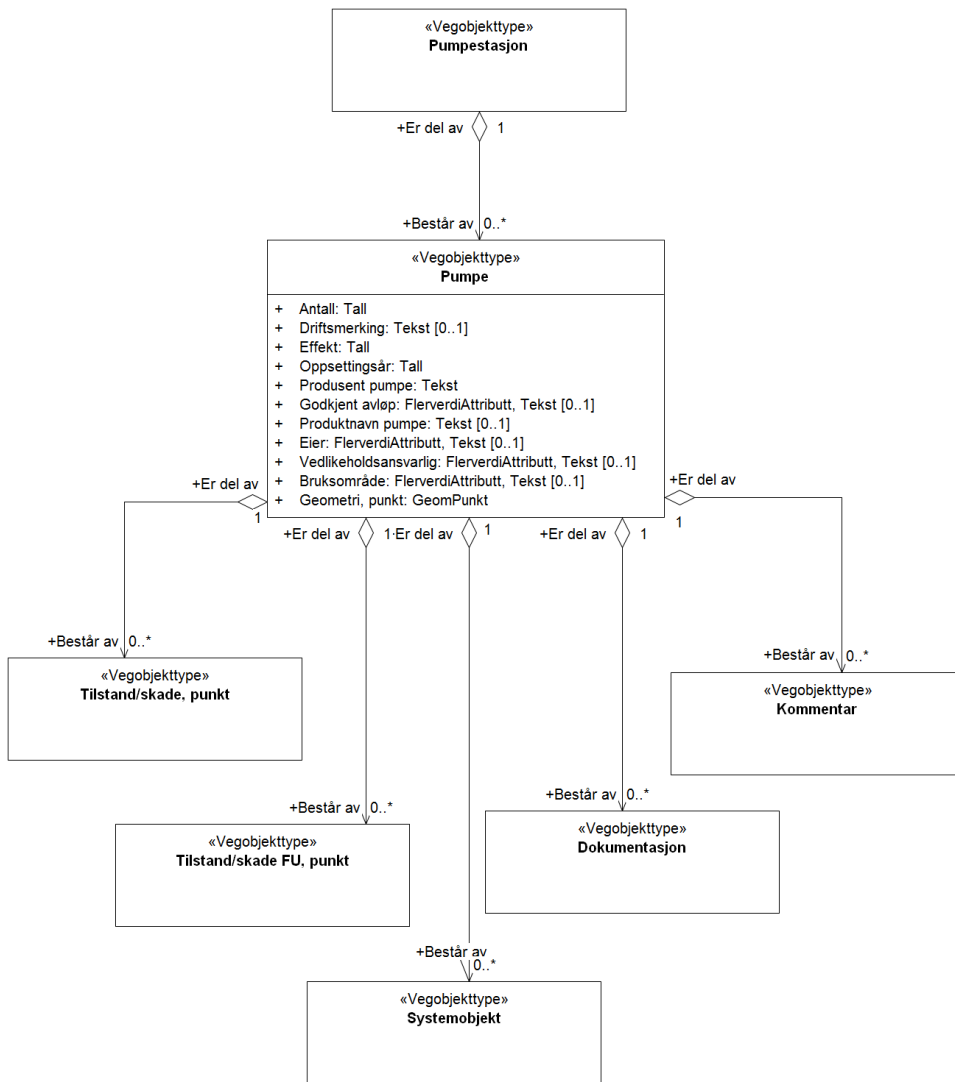 «Vegobjekttype»
Pumpestasjon
+Er del av 1
+Består av 0..*
«Vegobjekttype»
Pumpe
+ Antall: Tall
+ Driftsmerking: Tekst [0..1]
+ Effekt: Tall
+ Oppsettingsår: Tall
+ Produsent pumpe: Tekst
+ Godkjent avløp: FlerverdiAttributt, Tekst [0..1]
+ Produktnavn pumpe: Tekst [0..1]
+ Eier: FlerverdiAttributt, Tekst [0..1]
+ Vedlikeholdsansvarlig: FlerverdiAttributt, Tekst [0..1]
+ Bruksområde: FlerverdiAttributt, Tekst [0..1]
+ Geometri, punkt: GeomPunkt
+Er del av
1
+Er del av
1
+Er del av 1
Er del av 1
+Er del av 1
+Består av 0..*
«Vegobjekttype»
Tilstand/skade, punkt
+Består av 0..*
«Vegobjekttype»
Kommentar
+Består av 0..*
«Vegobjekttype»
Tilstand/skade FU, punkt
+Består av 0..*
«Vegobjekttype»
Dokumentasjon
+Består av
0..*
«Vegobjekttype»
Systemobjekt